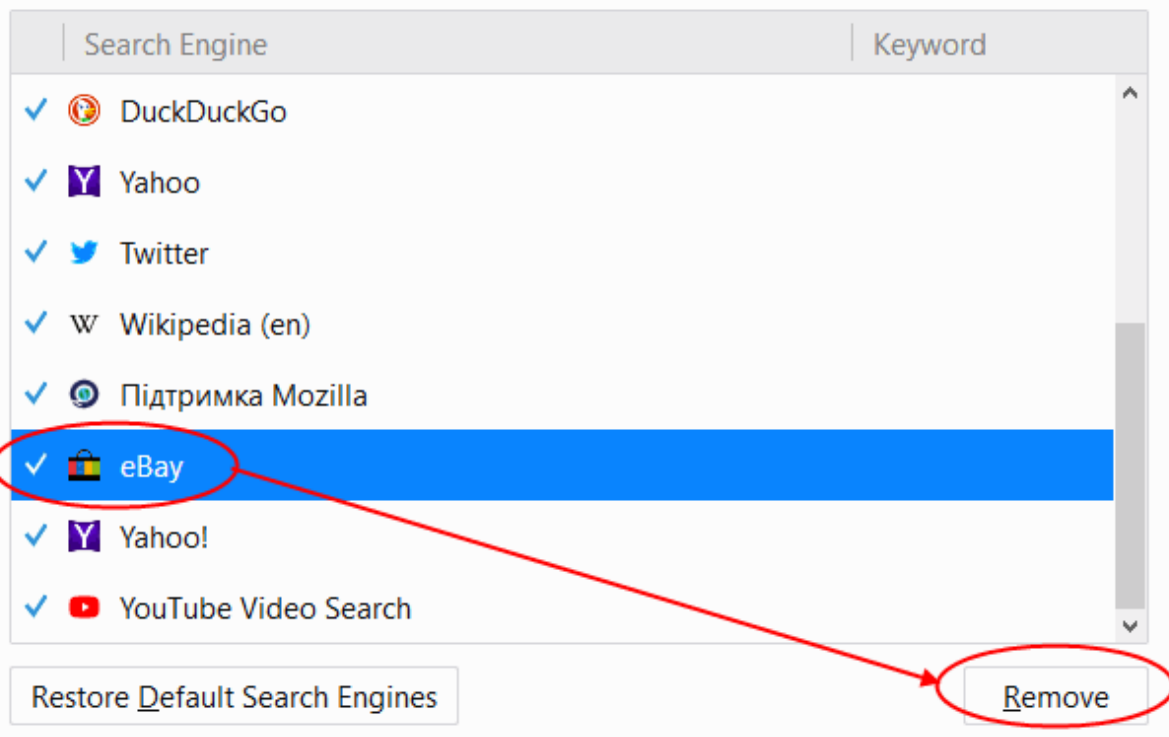 Search Engine Keyword
DuckDuckGo
Yahoo
Twitter
W Wikipedia (en)
Підтримка Mozilla
eBay
Yahoo!
YouTube Video Search
Restore Default Search Engines Remove